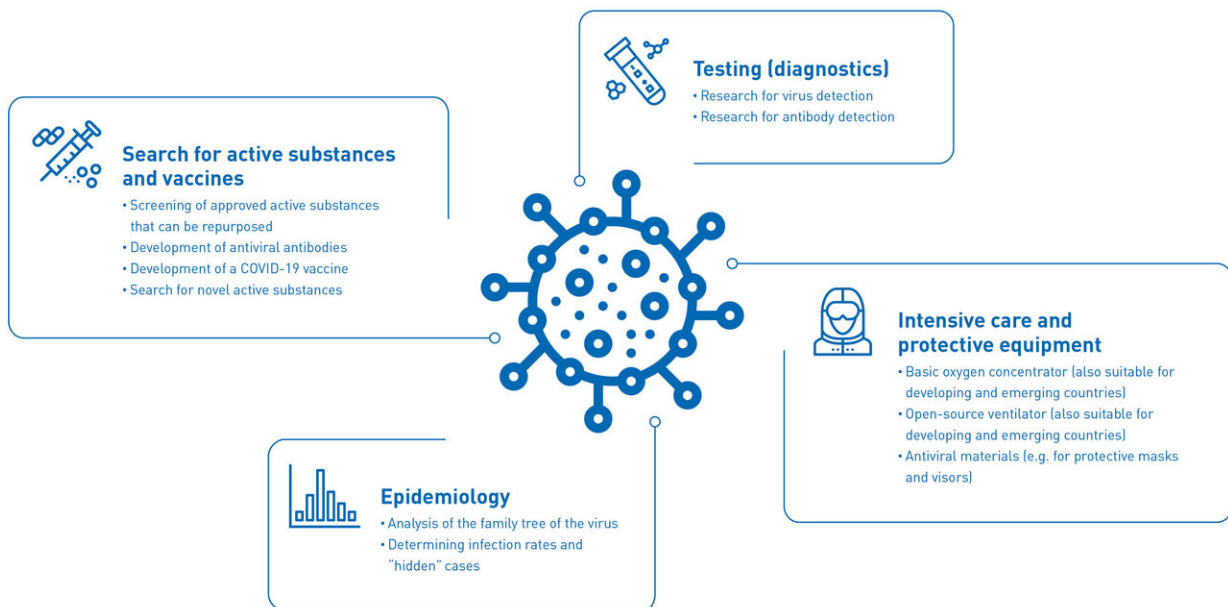 Testing (diagnostics)
• Research for virus detection
• Research for antibody detection
Search for active substances
and vaccines
• Screening of approved active substances
that can be repurposed
• Development of antiviral antibodies
• Development of a COVID-19 vaccine
• Search for novel active substances
Intensive care and
protective equipment
• Basic oxygen concentrator (also suitable for
developing and emerging countries)
• Open-source ventilator (also suitable for
developing and emerging countries)
• Antiviral materials (e.g. for protective masks
and visors)
Epidemiology
• Analysis of the family tree of the virus
• Determining infection rates and
"hidden" cases